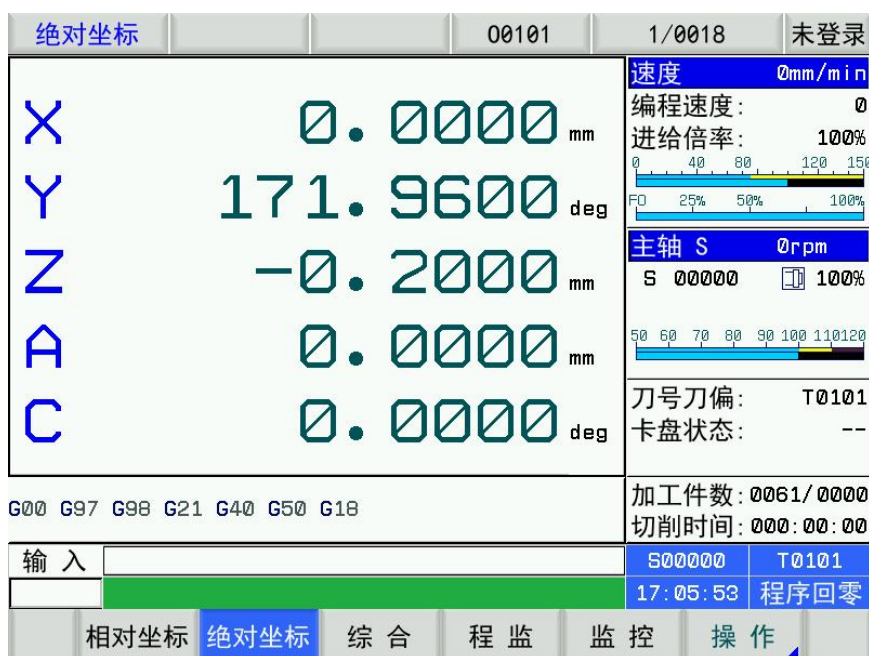 绝对坐标 O0101 1/0018 未登录
X 0.0000 mm
Y 171.9600 deg
Z -0.2000 mm
A 0.0000 mm
C 0.0000 deg
速度 0mm/min
编程速度: 0
进给倍率: 100%
0 40 80 120 150
F0 25% 50% 100%
主轴 S 0rpm
S 00000 100%
50 60 70 80 90 100 110120
刀号刀偏: T0101
卡盘状态: --
G00 G97 G98 G21 G40 G50 G18
加工件数: 0061/0000
切削时间: 000:00:00
输入
S00000 T0101
17:05:53 程序回零
相对坐标 绝对坐标 综合 程监 监控 操作